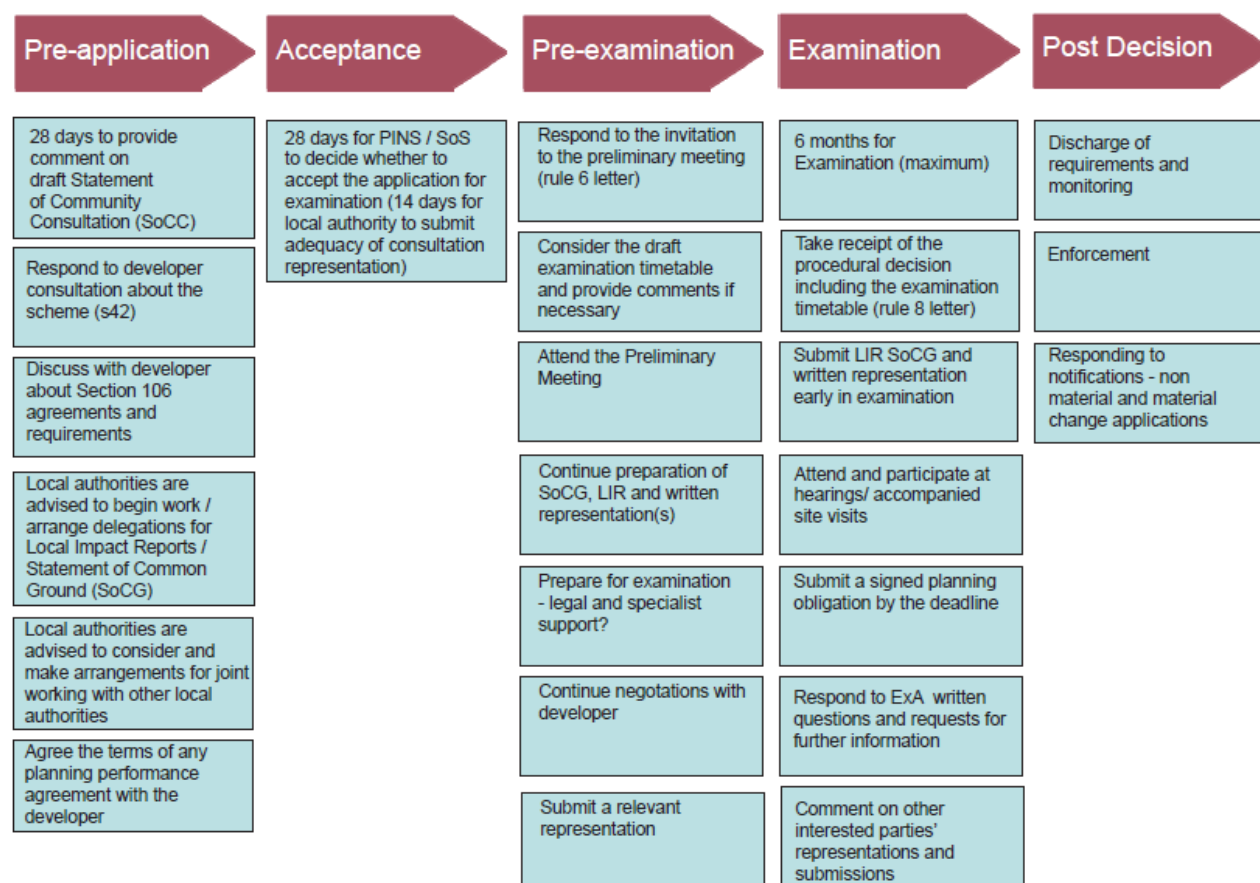 Pre-application
Acceptance
Pre-examination
Examination
Post Decision
28 days to provide
comment on
draft Statement
of Community
Consultation (SoCC)
Respond to developer
consultation about the
scheme (s42)
Discuss with developer
about Section 106
agreements and
requirements
Local authorities are
advised to begin work /
arrange delegations for
Local Impact Reports /
Statement of Common
Ground (SoCG)
Local authorities are
advised to consider and
make arrangements for joint
working with other local
authorities
Agree the terms of any
planning performance
agreement with the
developer
28 days for PINS / SoS
to decide whether to
accept the application for
examination (14 days for
local authority to submit
adequacy of consultation
representation)
Respond to the invitation
to the preliminary meeting
(rule 6 letter)
Consider the draft
examination timetable
and provide comments if
necessary
Attend the Preliminary
Meeting
Continue preparation of
SoCG, LIR and written
representation(s)
Prepare for examination
- legal and specialist
support?
Continue negotations with
developer
Submit a relevant
representation
6 months for
Examination (maximum)
Take receipt of the
procedural decision
including the examination
timetable (rule 8 letter)
Submit LIR SoCG and
written representation
early in examination
Attend and participate at
hearings/ accompanied
site visits
Submit a signed planning
obligation by the deadline
Respond to ExA written
questions and requests for
further information
Comment on other
interested parties'
representations and
submissions
Discharge of
requirements and
monitoring
Enforcement
Responding to
notifications - non
material and material
change applications